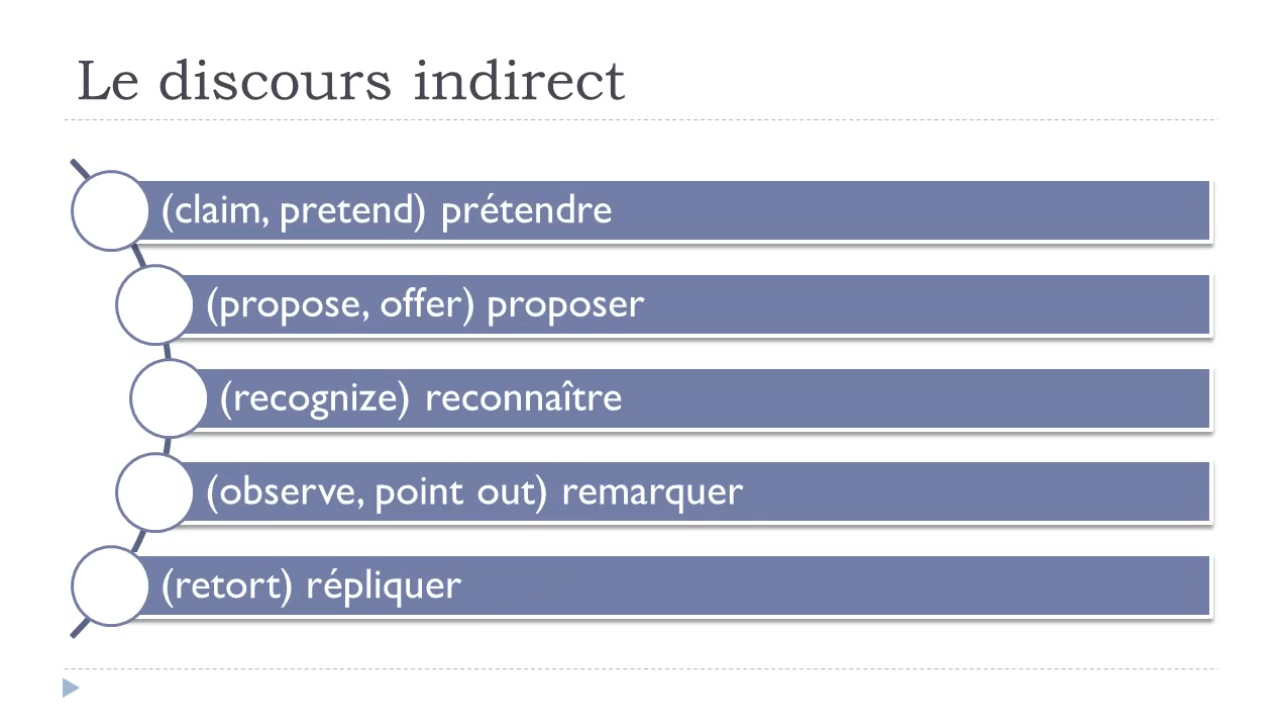 Le discours indirect
(claim, pretend) prétendre
(propose, offer) proposer
(recognize) reconnaître
(observe, point out) remarquer
(retort) répliquer